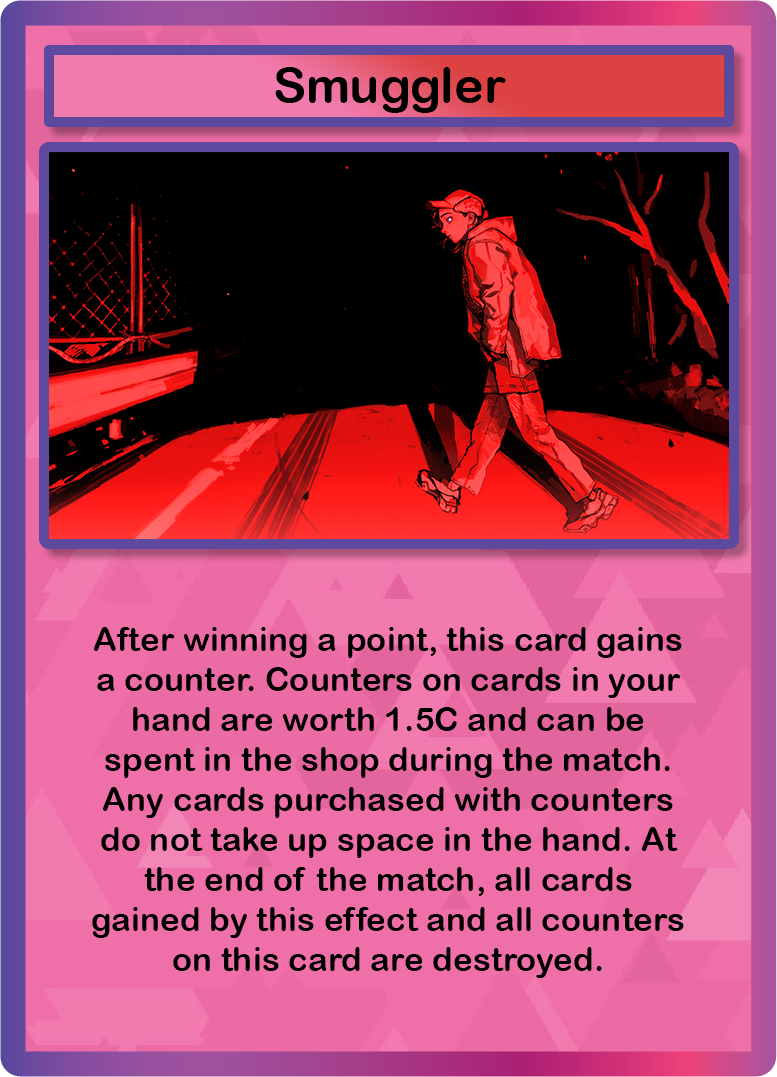 Smuggler
After winning a point, this card gains
a counter. Counters on cards in your
hand are worth 1.5C and can be
spent in the shop during the match.
Any cards purchased with counters
do not take up space in the hand. At
the end of the match, all cards
gained by this effect and all counters
on this card are destroyed.